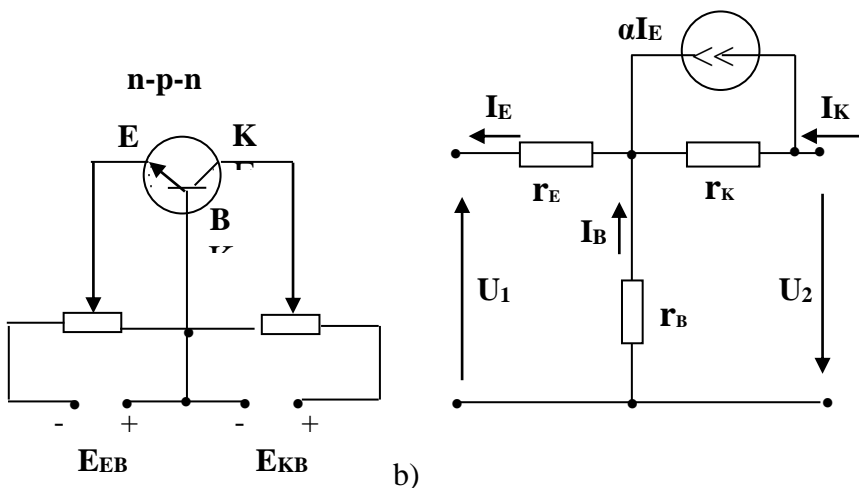 αIE
n-p-n
E K
IE IK
B
rE rK
IB
U1 U2
rB
- + - +
EEB EKB
b)